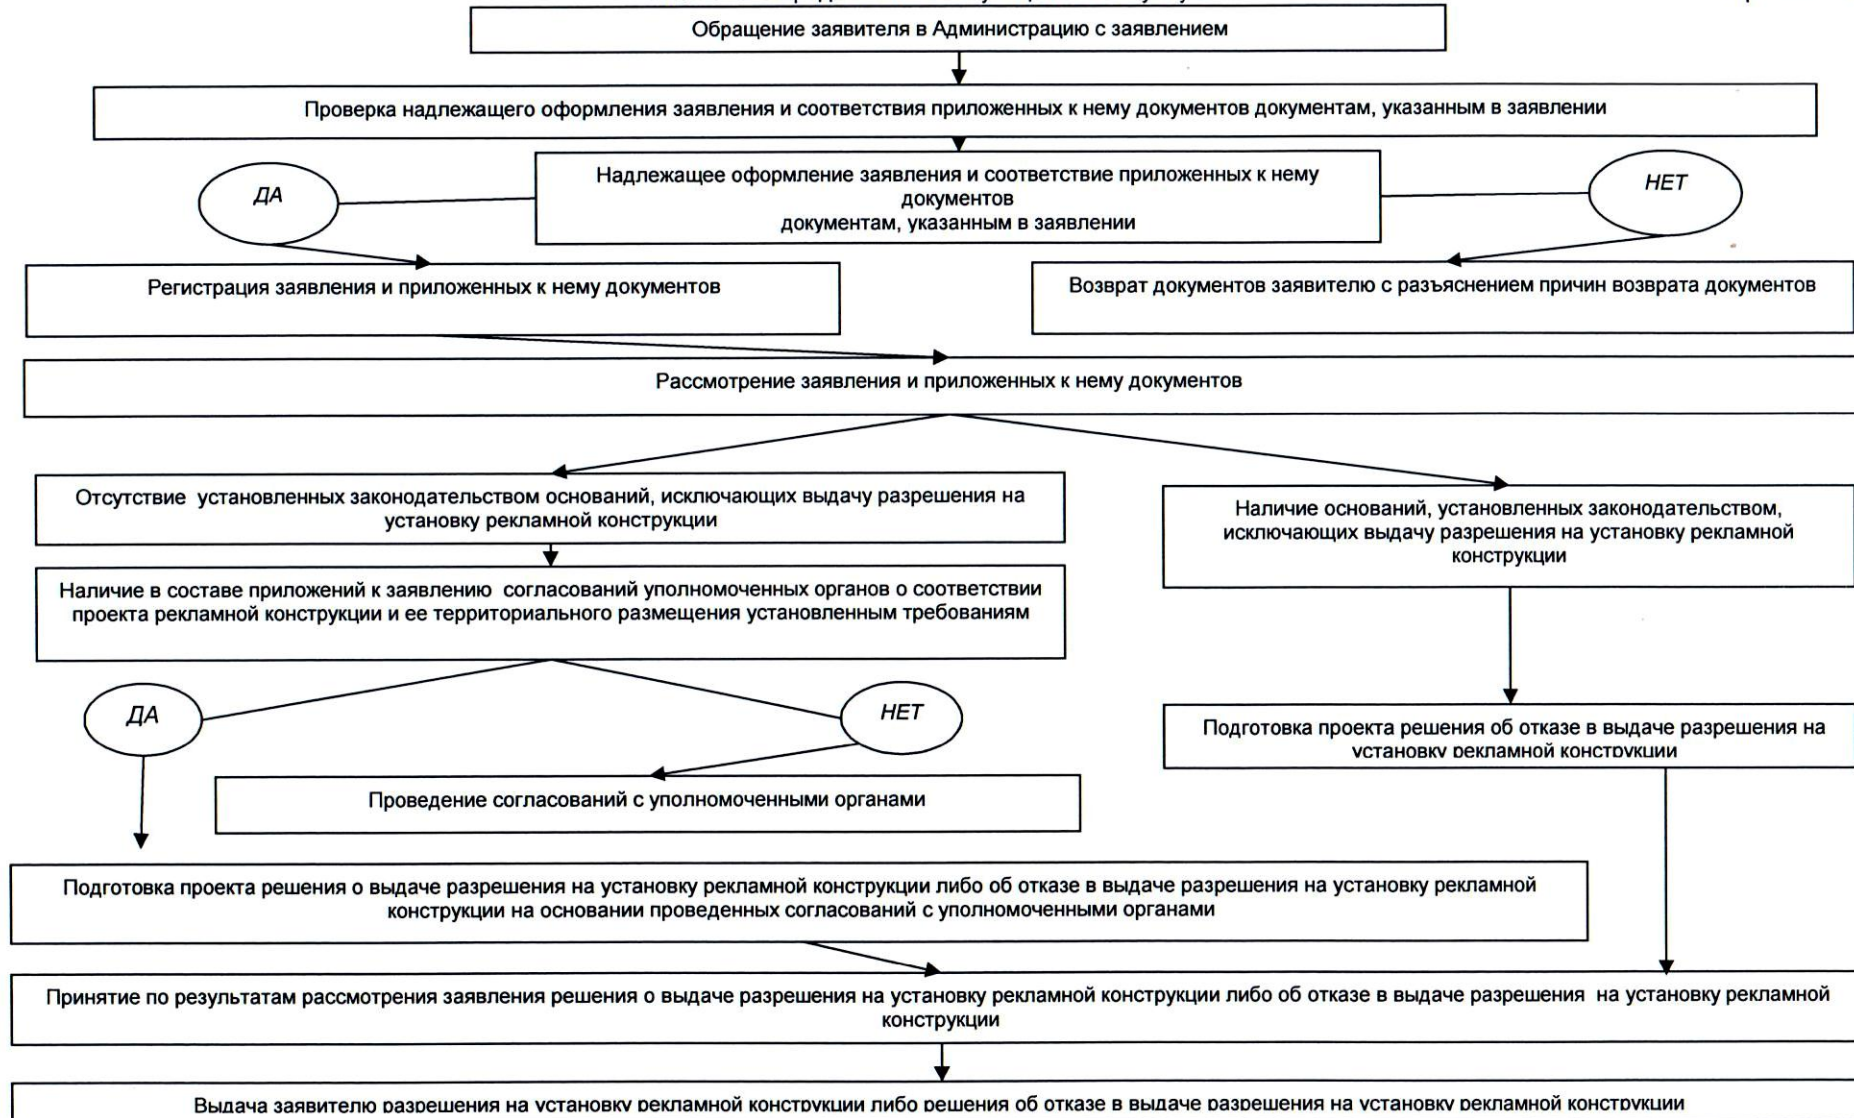 Обращение заявителя в Администрацию с заявлением
Проверка надлежащего оформления заявления и соответствия приложенных к нему документов документам, указанным в заявлении
ДА
Надлежащее оформление заявления и соответствие приложенных к нему
документов
документам, указанным в заявлении
НЕТ
Регистрация заявления и приложенных к нему документов
Возврат документов заявителю с разъяснением причин возврата документов
Рассмотрение заявления и приложенных к нему документов
Отсутствие установленных законодательством оснований, исключающих выдачу разрешения на
установку рекламной конструкции
Наличие оснований, установленных законодательством,
исключающих выдачу разрешения на установку рекламной
конструкции
Наличие в составе приложений к заявлению согласований уполномоченных органов о соответствии
проекта рекламной конструкции и ее территориального размещения установленным требованиям
ДА
НЕТ
Подготовка проекта решения об отказе в выдаче разрешения на
установку рекламной конструкции
Проведение согласований с уполномоченными органами
Подготовка проекта решения о выдаче разрешения на установку рекламной конструкции либо об отказе в выдаче разрешения на установку рекламной
конструкции на основании проведенных согласований с уполномоченными органами
Принятие по результатам рассмотрения заявления решения о выдаче разрешения на установку рекламной конструкции либо об отказе в выдаче разрешения на установку рекламной
конструкции
Выдача заявителю разрешения на установку рекламной конструкции либо решения об отказе в выдаче разрешения на установку рекламной конструкции